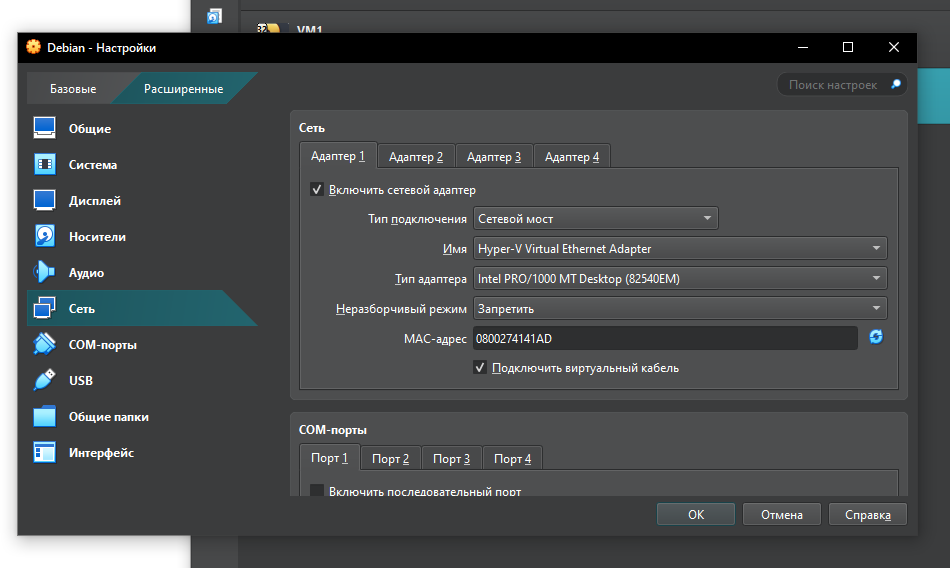 32
VM1
Debian - Настройки
Базовые
Расширенные
Поиск настроек
Общие
Система
Дисплей
Носители
Аудио
Сеть
COM-порты
USB
Общие папки
Интерфейс
Сеть
Адаптер 1
Адаптер 2
Адаптер 3
Адаптер 4
Включить сетевой адаптер
Тип подключения
Сетевой мост
Имя
Hyper-V Virtual Ethernet Adapter
Тип адаптера
Intel PRO/1000 MT Desktop (82540EM)
Неразборчивый режим
Запретить
MAC-адрес
0800274141AD
Подключить виртуальный кабель
COM-порты
Порт 1
Порт 2
Порт 3
Порт 4
Включить последовательный порт
ОК
Отмена
Справка